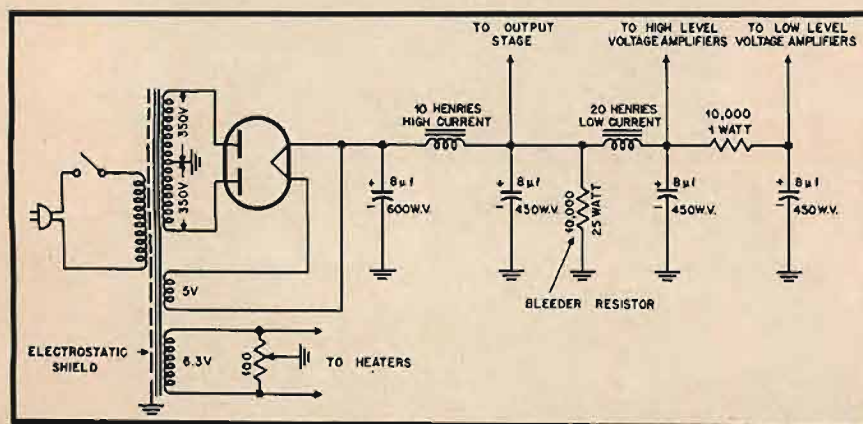 TO OUTPUT
STAGE
TO HIGH LEVEL
VOLTAGE AMPLIFIERS
TO LOW LEVEL
VOLTAGE AMPLIFIERS
10 HENRIES
HIGH CURRENT
20 HENRIES
LOW CURRENT
10,000
1 WATT
350V
350V
8µf
600W.V.
8µf
450W.V.
10,000
25 WATT
8µf
450W.V.
8µf
450W.V.
BLEEDER RESISTOR
5V
ELECTROSTATIC
SHIELD
6.3V
100
TO HEATERS